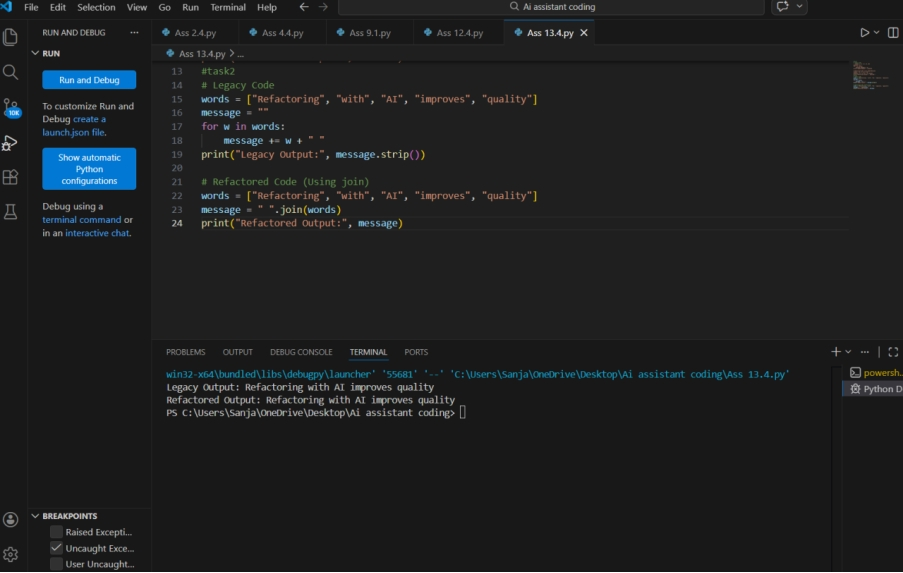 File Edit Selection View Go Run Terminal Help
Ai assistant coding
RUN AND DEBUG
Ass 2.4.py Ass 4.4.py Ass 9.1.py Ass 12.4.py Ass 13.4.py
RUN
Ass 13.4.py > ...
Run and Debug
To customize Run and
Debug create a
launch.json file.
Show automatic
Python
configurations
Debug using a
terminal command or
in an interactive chat.
10K
13 #task2
14 # Legacy Code
15 words = ["Refactoring", "with", "AI", "improves", "quality"]
16 message = ""
17 for w in words:
18     message += w + " "
19 print("Legacy Output:", message.strip())
20
21 # Refactored Code (Using join)
22 words = ["Refactoring", "with", "AI", "improves", "quality"]
23 message = " ".join(words)
24 print("Refactored Output:", message)
PROBLEMS OUTPUT DEBUG CONSOLE TERMINAL PORTS
win32-x64\bundled\libs\debugpy\launcher' '55681' '--' 'C:\Users\Sanja\OneDrive\Desktop\Ai assistant coding\Ass 13.4.py'
Legacy Output: Refactoring with AI improves quality
Refactored Output: Refactoring with AI improves quality
PS C:\Users\Sanja\OneDrive\Desktop\Ai assistant coding>
powersh...
Python D
BREAKPOINTS
Raised Excepti...
Uncaught Exce...
User Uncaught...